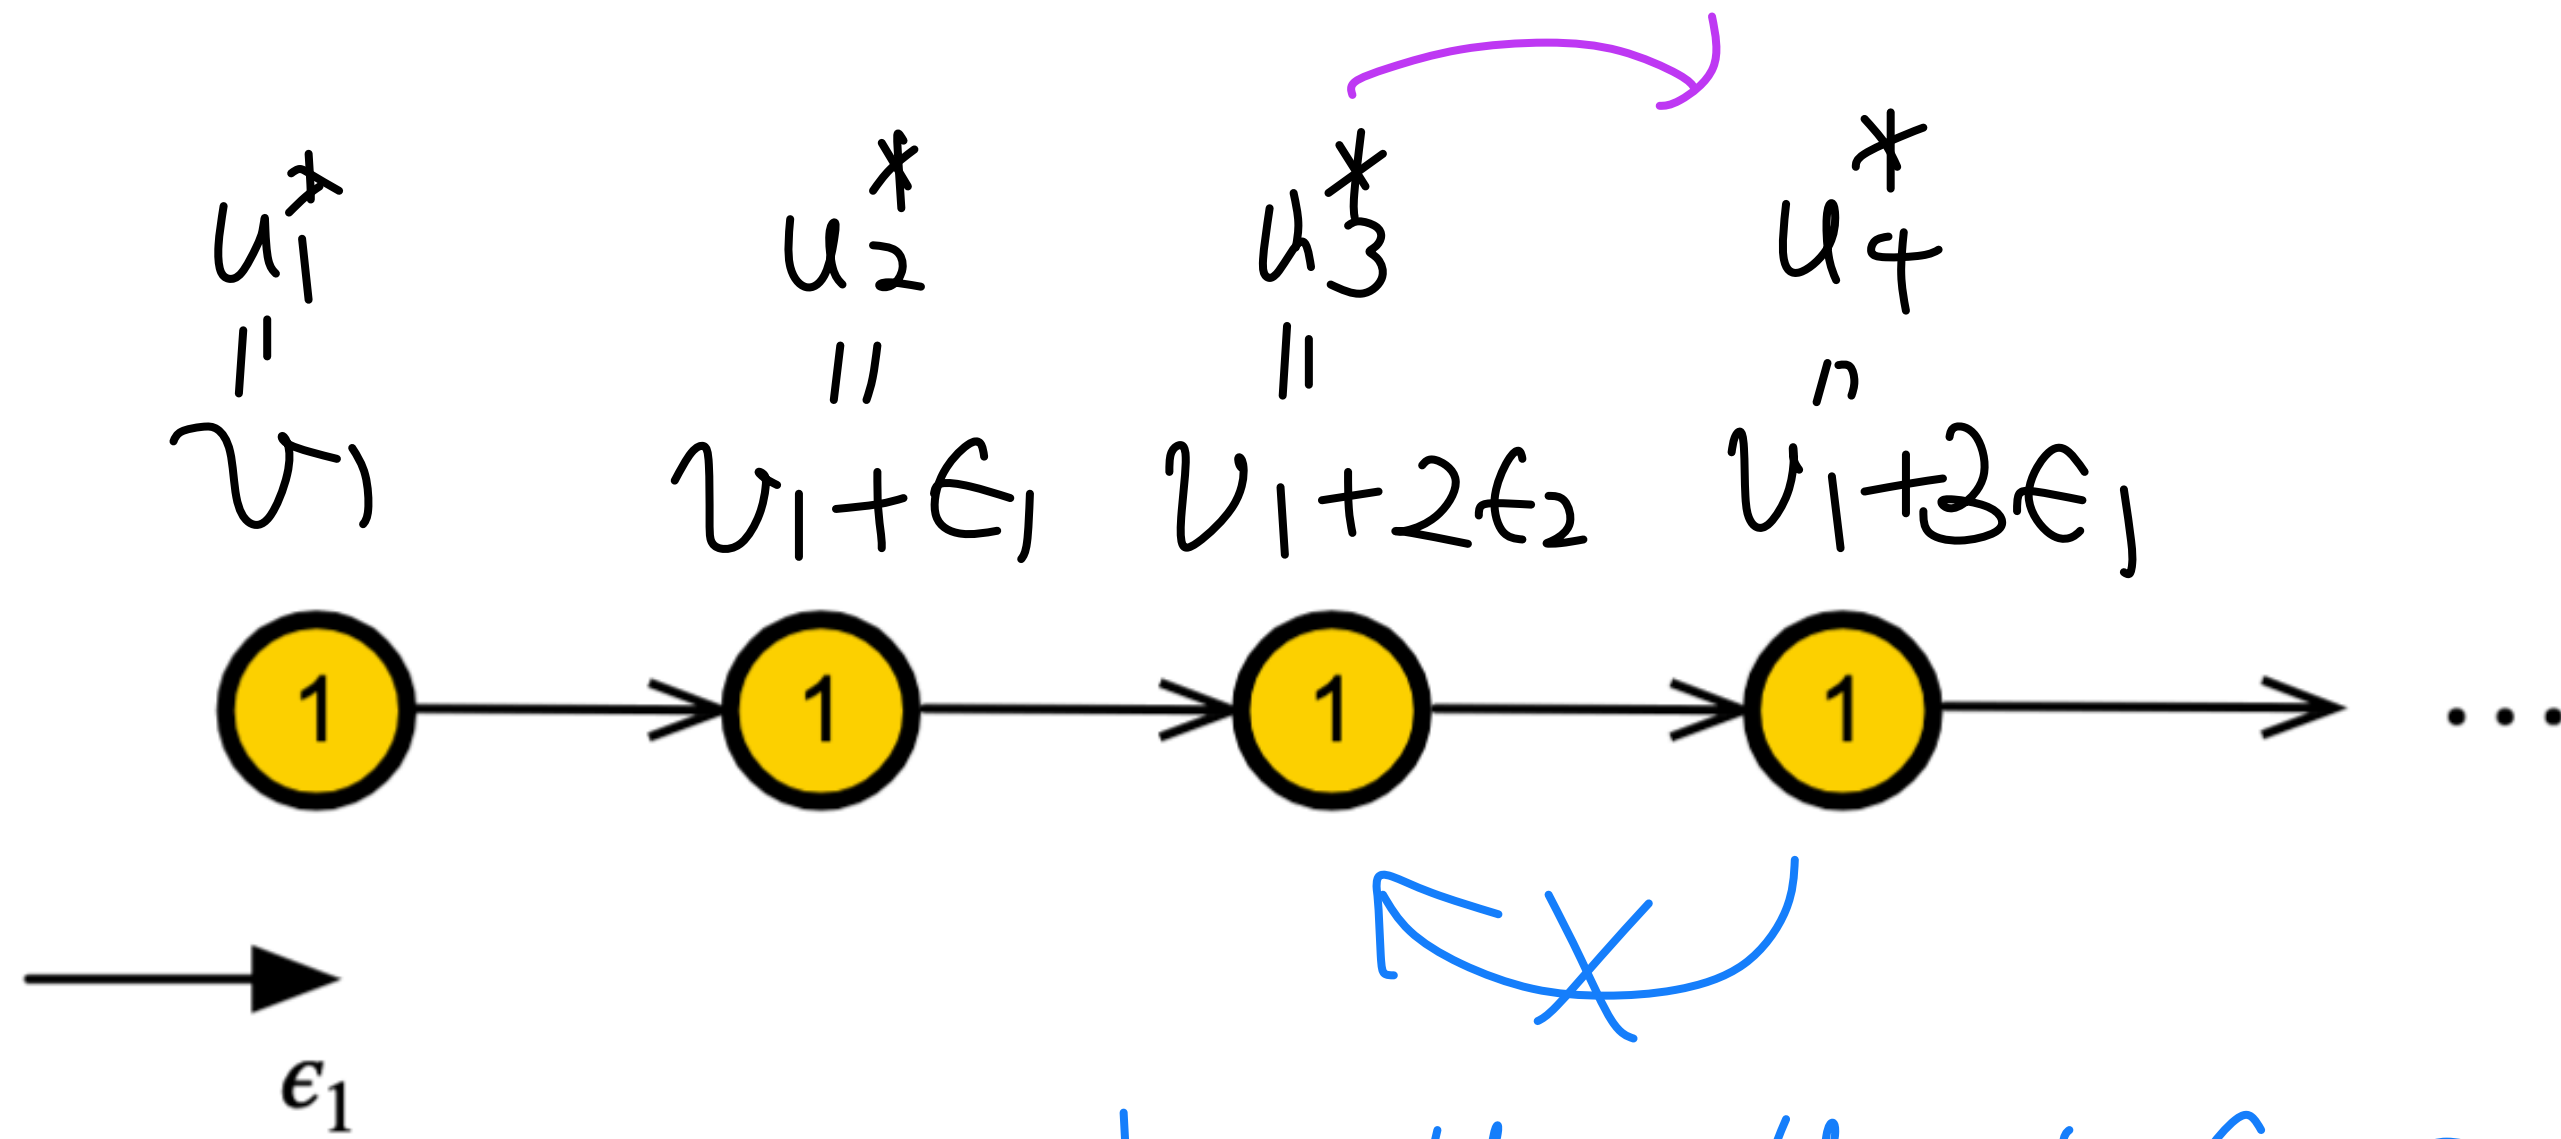 u₁* u₂* u₃* u₄*
= = = =
v₁ v₁+ϵ₁ v₁+2ϵ₂ v₁+3ϵ₁
1 1 1 1 ...
ϵ₁